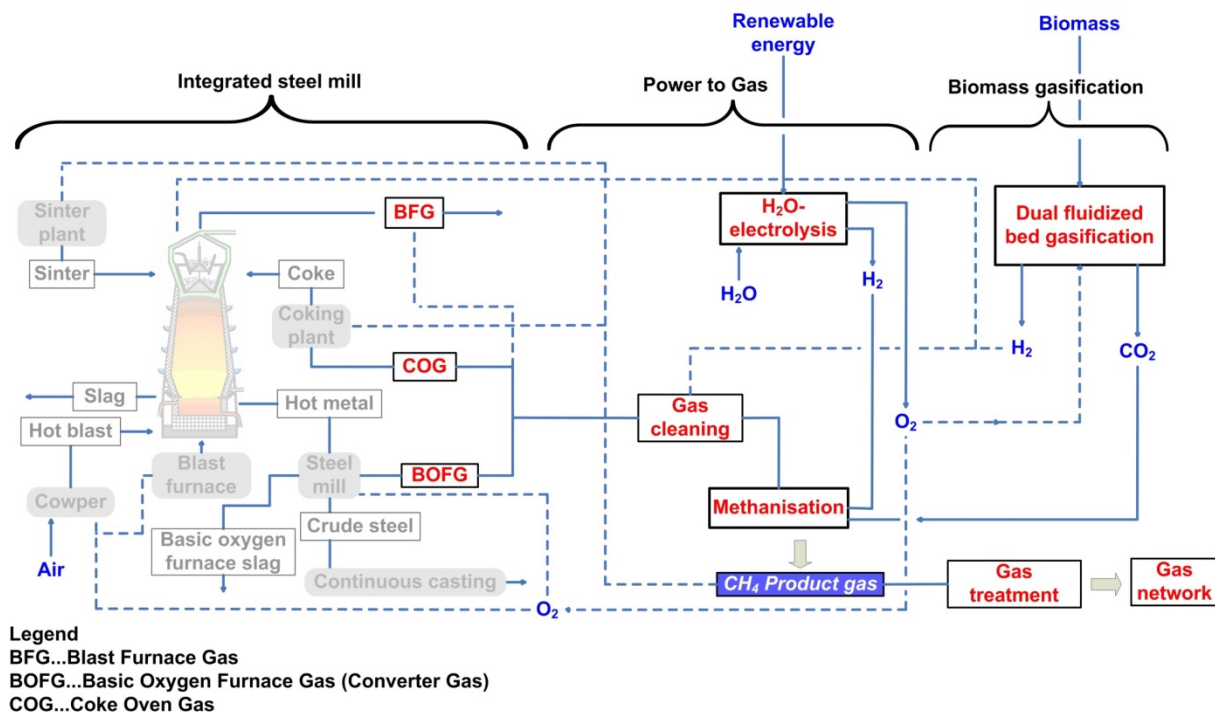 Renewable
energy
Biomass
Integrated steel mill
Power to Gas
Biomass gasification
Sinter
plant
BFG
H₂O-
electrolysis
Dual fluidized
bed gasification
Sinter
Coke
H₂O
H₂
Coking
plant
H₂
CO₂
COG
Slag
Hot metal
Gas
cleaning
O₂
Hot blast
Blast
furnace
Steel
mill
BOFG
Cowper
Methanisation
Crude steel
Basic oxygen
furnace slag
Air
Continuous casting
CH₄ Product gas
Gas
treatment
Gas
network
O₂
Legend
BFG...Blast Furnace Gas
BOFG...Basic Oxygen Furnace Gas (Converter Gas)
COG...Coke Oven Gas